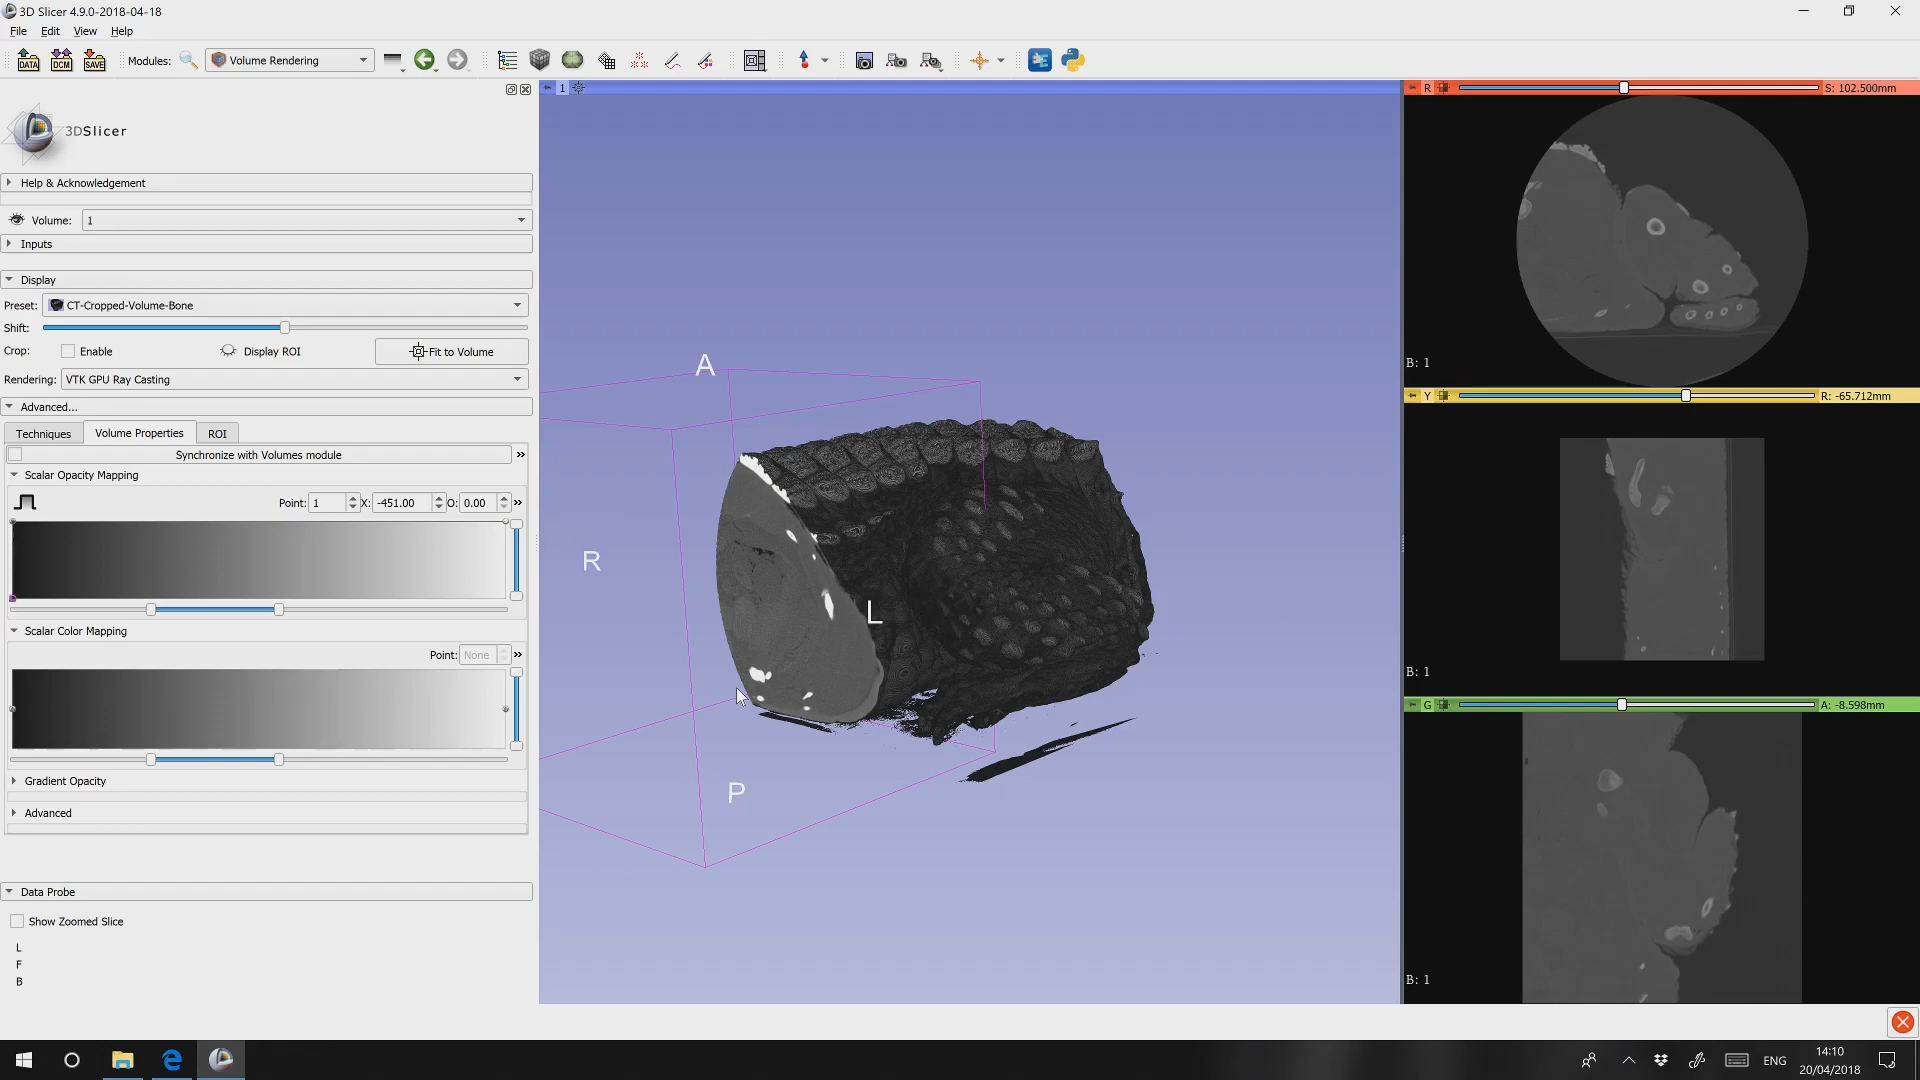 3D Slicer 4.9.0-2018-04-18
File Edit View Help
DATA DCM SAVE Modules: Volume Rendering
3DSlicer
Help & Acknowledgement
Volume: 1
Inputs
Display
Preset: CT-Cropped-Volume-Bone
Shift:
Crop: Enable Display ROI Fit to Volume
Rendering: VTK GPU Ray Casting
Advanced...
Techniques Volume Properties ROI
Synchronize with Volumes module »
Scalar Opacity Mapping
Point: 1 X: -451.00 O: 0.00 »
Scalar Color Mapping
Point: None »
Gradient Opacity
Advanced
Data Probe
Show Zoomed Slice
L
F
B
1
A
R
L
P
R S: 102.500mm
B: 1
Y R: -65.712mm
B: 1
G A: -8.598mm
B: 1
ENG
14:10
20/04/2018